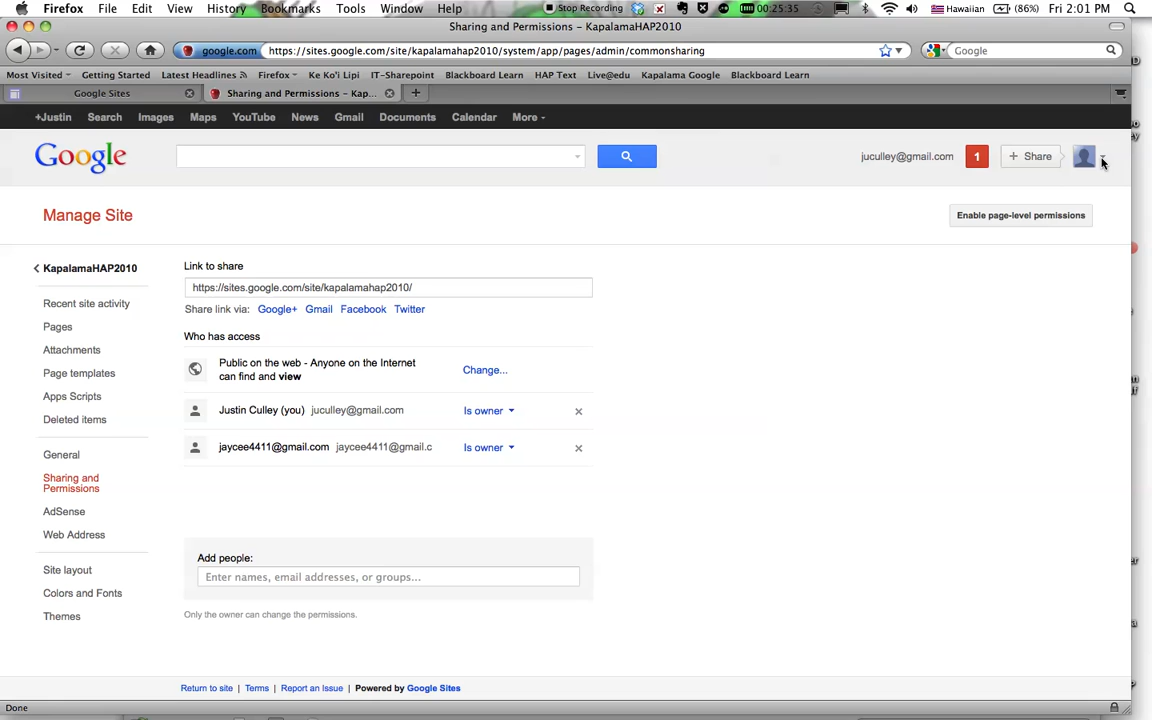 Firefox File Edit View History Bookmarks Tools Window Help Stop Recording 00:25:35 Hawaiian (86%) Fri 2:01 PM
Sharing and Permissions – KapalamaHAP2010
google.com https://sites.google.com/site/kapalamahap2010/system/app/pages/admin/commonsharing Google
Most Visited Getting Started Latest Headlines Firefox Ke Ko'i Lipi IT-Sharepoint Blackboard Learn HAP Text Live@edu Kapalama Google Blackboard Learn
Google Sites Sharing and Permissions – Kap...
+Justin Search Images Maps YouTube News Gmail Documents Calendar More
Google juculley@gmail.com 1 + Share
Manage Site Enable page-level permissions
KapalamaHAP2010
Recent site activity
Pages
Attachments
Page templates
Apps Scripts
Deleted items
General
Sharing and
Permissions
AdSense
Web Address
Site layout
Colors and Fonts
Themes
Link to share
https://sites.google.com/site/kapalamahap2010/
Share link via: Google+ Gmail Facebook Twitter
Who has access
Public on the web - Anyone on the Internet
can find and view Change...
Justin Culley (you) juculley@gmail.com Is owner
jaycee4411@gmail.com jaycee4411@gmail.c Is owner
Add people:
Enter names, email addresses, or groups...
Only the owner can change the permissions.
Return to site | Terms | Report an Issue | Powered by Google Sites
Done